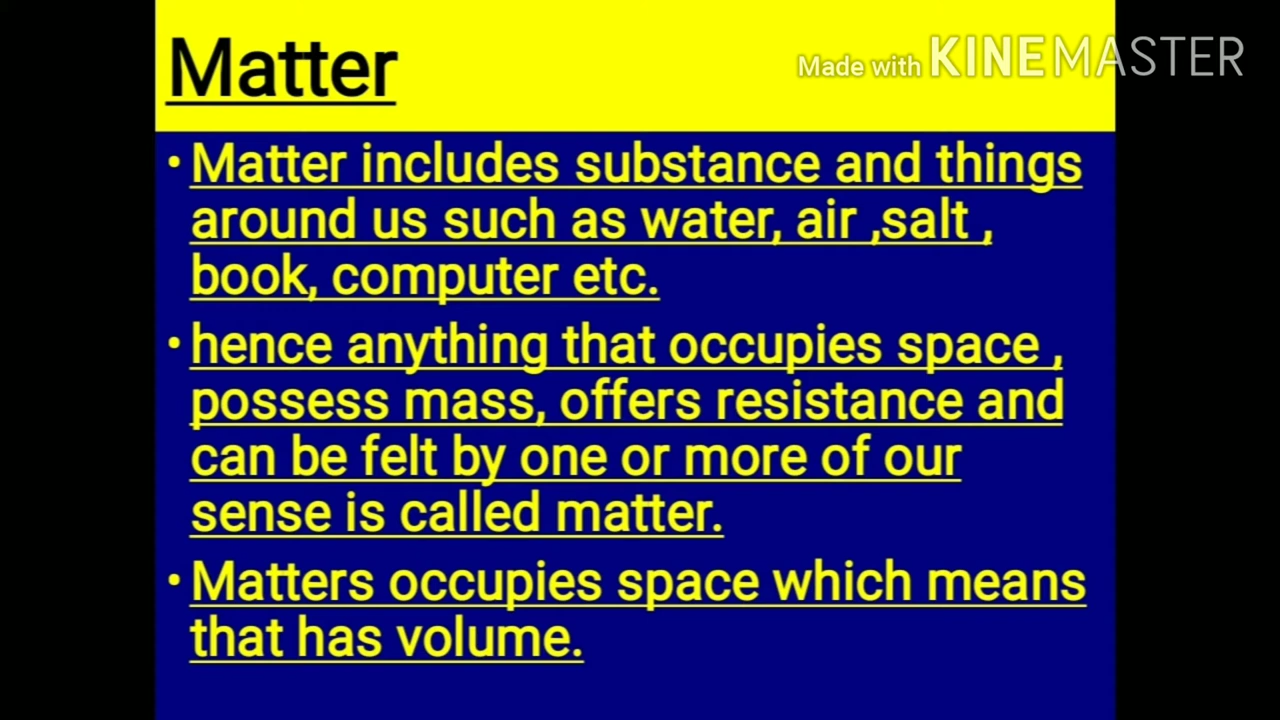 Matter
Made with KINEMASTER
• Matter includes substance and things
around us such as water, air ,salt ,
book, computer etc.
• hence anything that occupies space ,
possess mass, offers resistance and
can be felt by one or more of our
sense is called matter.
• Matters occupies space which means
that has volume.